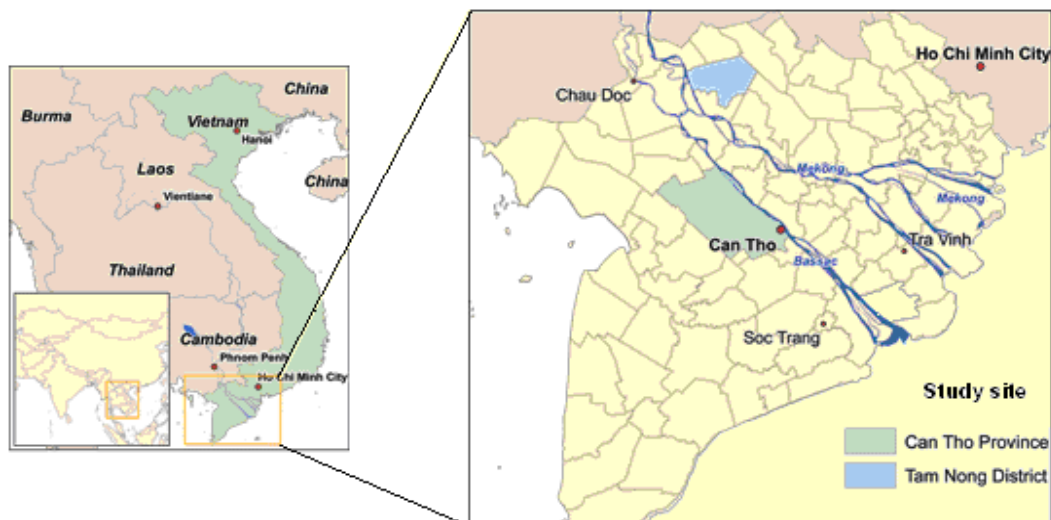 China
Burma
Vietnam
Hanoi
Laos
China
Vientiane
Thailand
Cambodia
Phnom Penh
Ho Chi Minh City
Ho Chi Minh City
Chau Doc
Mekong
Mekong
Can Tho
Tra Vinh
Bassac
Soc Trang
Study site
Can Tho Province
Tam Nong District